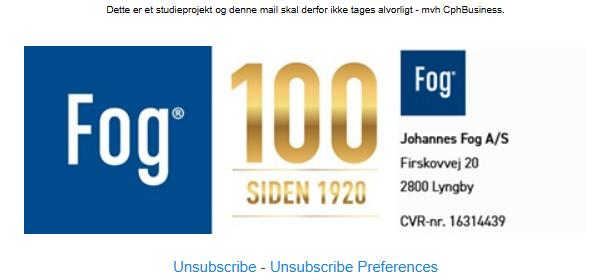 Dette er et studieprojekt og denne mail skal derfor ikke tages alvorligt - mvh CphBusiness.
Fog®
100
SIDEN 1920
Fog®
Johannes Fog A/S
Firskovvej 20
2800 Lyngby
CVR-nr. 16314439
Unsubscribe - Unsubscribe Preferences